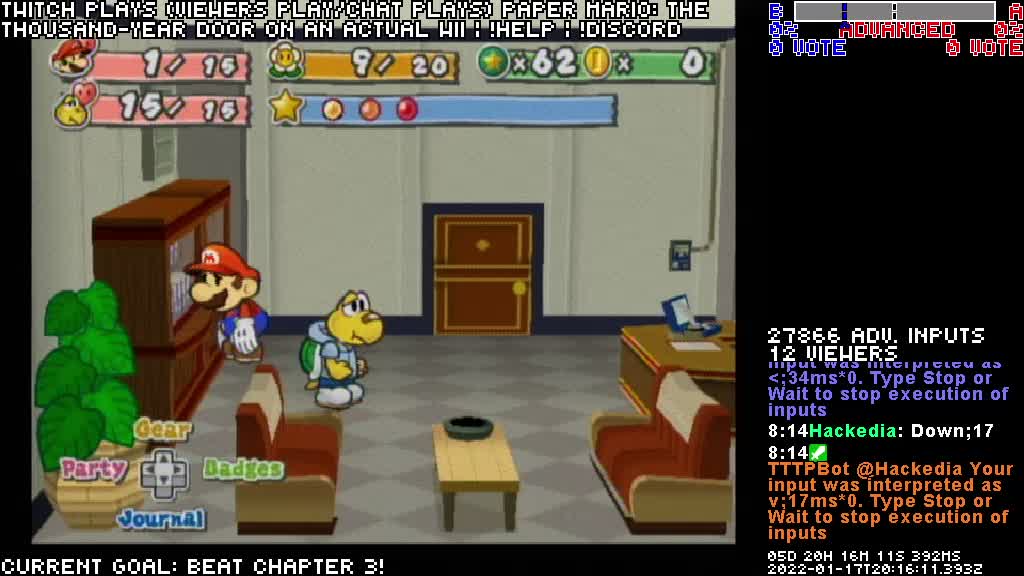 TWITCH PLAYS (VIEWERS PLAY/CHAT PLAYS) PAPER MARIO: THE
THOUSAND-YEAR DOOR ON AN ACTUAL WII | !HELP | !DISCORD
B A
0% ADVANCED 0%
0 VOTE 0 VOTE
1/ 15
9/ 20
×62
× 0
15/ 15
M
Gear
Party
Badges
Journal
27866 ADV. INPUTS
12 VIEWERS
input was interpreted as
<;34ms*0. Type Stop or
Wait to stop execution of
inputs
8:14Hackedia: Down;17
8:14
TTTPBot @Hackedia Your
input was interpreted as
v;17ms*0. Type Stop or
Wait to stop execution of
inputs
05D 20H 16M 11S 392MS
2022-01-17T20:16:11.393Z
CURRENT GOAL: BEAT CHAPTER 3!